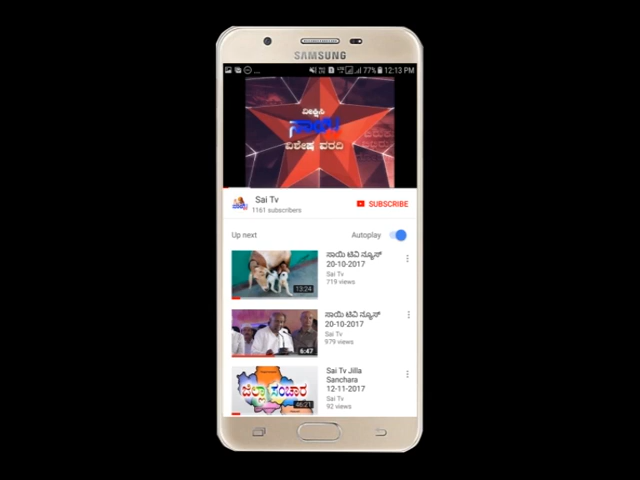 SAMSUNG
77% 12:13 PM
ವೀಕ್ಷಿಸಿ
ಸಾಯಿ
ವಿಶೇಷ ವರದಿ
Sai Tv
1161 subscribers
SUBSCRIBE
Up next
Autoplay
ಸಾಯಿ ಟಿವಿ ನ್ಯೂಸ್
20-10-2017
Sai Tv
719 views
13:24
ಸಾಯಿ ಟಿವಿ ನ್ಯೂಸ್
20-10-2017
Sai Tv
979 views
6:47
Sai Tv Jilla
Sanchara
12-11-2017
Sai Tv
92 views
ಜಿಲ್ಲಾ ಸಂಚಾರ
46:21